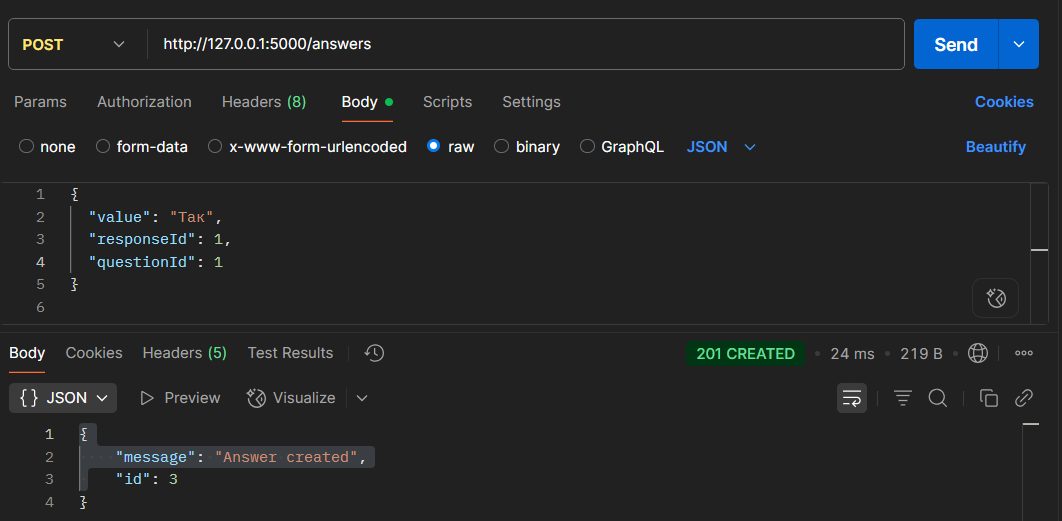 POST http://127.0.0.1:5000/answers Send
Params Authorization Headers (8) Body Scripts Settings Cookies
none form-data x-www-form-urlencoded raw binary GraphQL JSON Beautify
1 {
2 "value": "Так",
3 "responseId": 1,
4 "questionId": 1
5 }
6
Body Cookies Headers (5) Test Results 201 CREATED • 24 ms • 219 B •
{} JSON Preview Visualize
1 {
2 "message": "Answer created",
3 "id": 3
4 }